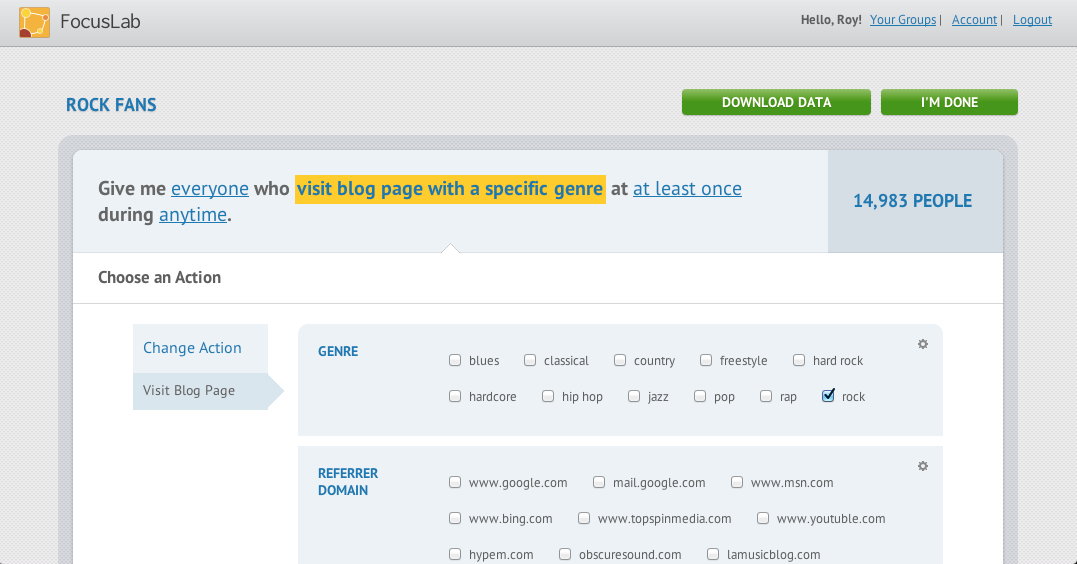 FocusLab
Hello, Roy! Your Groups | Account | Logout
ROCK FANS
DOWNLOAD DATA
I'M DONE
Give me everyone who visit blog page with a specific genre at at least once
during anytime.
14,983 PEOPLE
Choose an Action
Change Action
Visit Blog Page
GENRE
blues classical country freestyle hard rock
hardcore hip hop jazz pop rap rock
REFERRER
DOMAIN
www.google.com mail.google.com www.msn.com
www.bing.com www.topspinmedia.com www.youtuble.com
hypem.com obscuresound.com lamusicblog.com